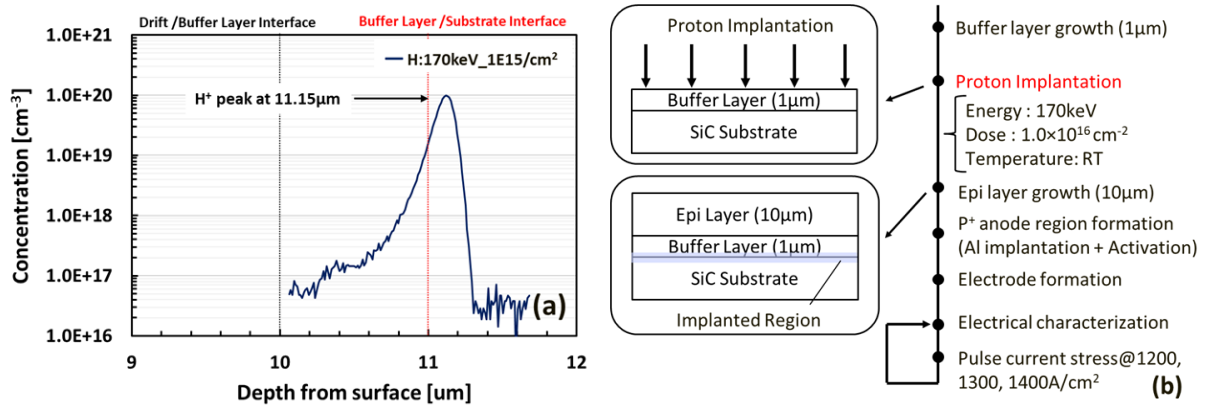 Drift /Buffer Layer Interface
Buffer Layer /Substrate Interface
1.0E+21
1.0E+20
1.0E+19
1.0E+18
1.0E+17
1.0E+16
Concentration [cm-3]
H:170keV_1E15/cm2
H+ peak at 11.15μm
(a)
9
10
11
12
Depth from surface [um]
Proton Implantation
Buffer Layer (1μm)
SiC Substrate
Epi Layer (10μm)
Buffer Layer (1μm)
SiC Substrate
Implanted Region
Buffer layer growth (1μm)
Proton Implantation
Energy : 170keV
Dose : 1.0×1016 cm-2
Temperature: RT
Epi layer growth (10μm)
P+ anode region formation
(Al implantation + Activation)
Electrode formation
Electrical characterization
Pulse current stress@1200,
1300, 1400A/cm2
(b)